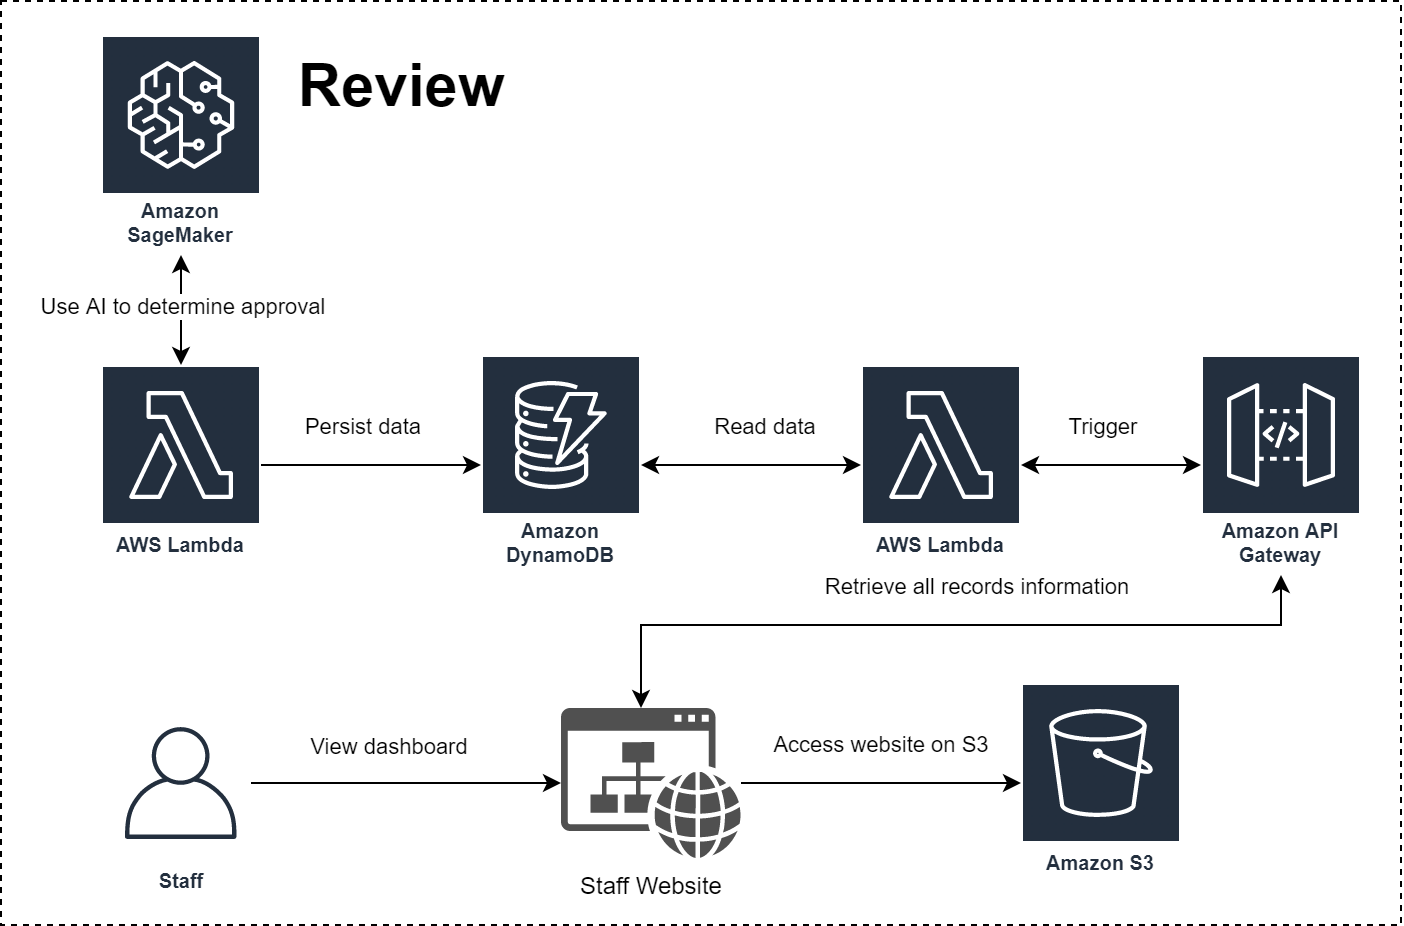 Review
Amazon
SageMaker
Use AI to determine approval
Persist data
Read data
Trigger
AWS Lambda
Amazon
DynamoDB
AWS Lambda
Amazon API
Gateway
Retrieve all records information
View dashboard
Access website on S3
Staff
Staff Website
Amazon S3